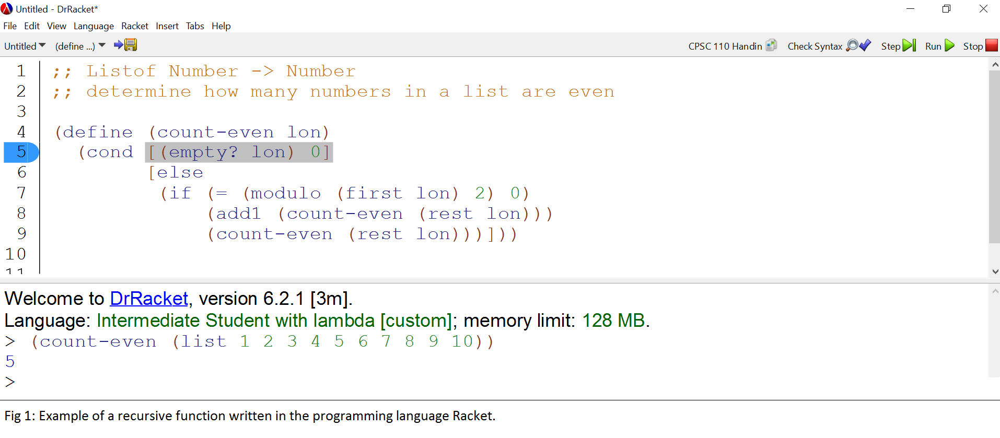 Untitled - DrRacket*
File Edit View Language Racket Insert Tabs Help
Untitled (define ...) CPSC 110 Handin Check Syntax Step Run Stop
1 ;; Listof Number -> Number
2 ;; determine how many numbers in a list are even
3
4 (define (count-even lon)
5 (cond [(empty? lon) 0]
6 [else
7 (if (= (modulo (first lon) 2) 0)
8 (add1 (count-even (rest lon)))
9 (count-even (rest lon)))]))
10
11
Welcome to DrRacket, version 6.2.1 [3m].
Language: Intermediate Student with lambda [custom]; memory limit: 128 MB.
> (count-even (list 1 2 3 4 5 6 7 8 9 10))
5
>
Fig 1: Example of a recursive function written in the programming language Racket.